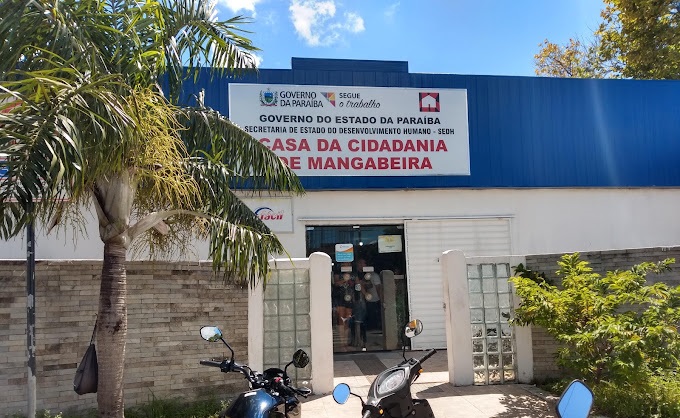 GOVERNO
DA PARAÍBA
SEGUE
o trabalho
GOVERNO DO ESTADO DA PARAÍBA
SECRETARIA DE ESTADO DO DESENVOLVIMENTO HUMANO - SEDH
CASA DA CIDADANIA
DE MANGABEIRA